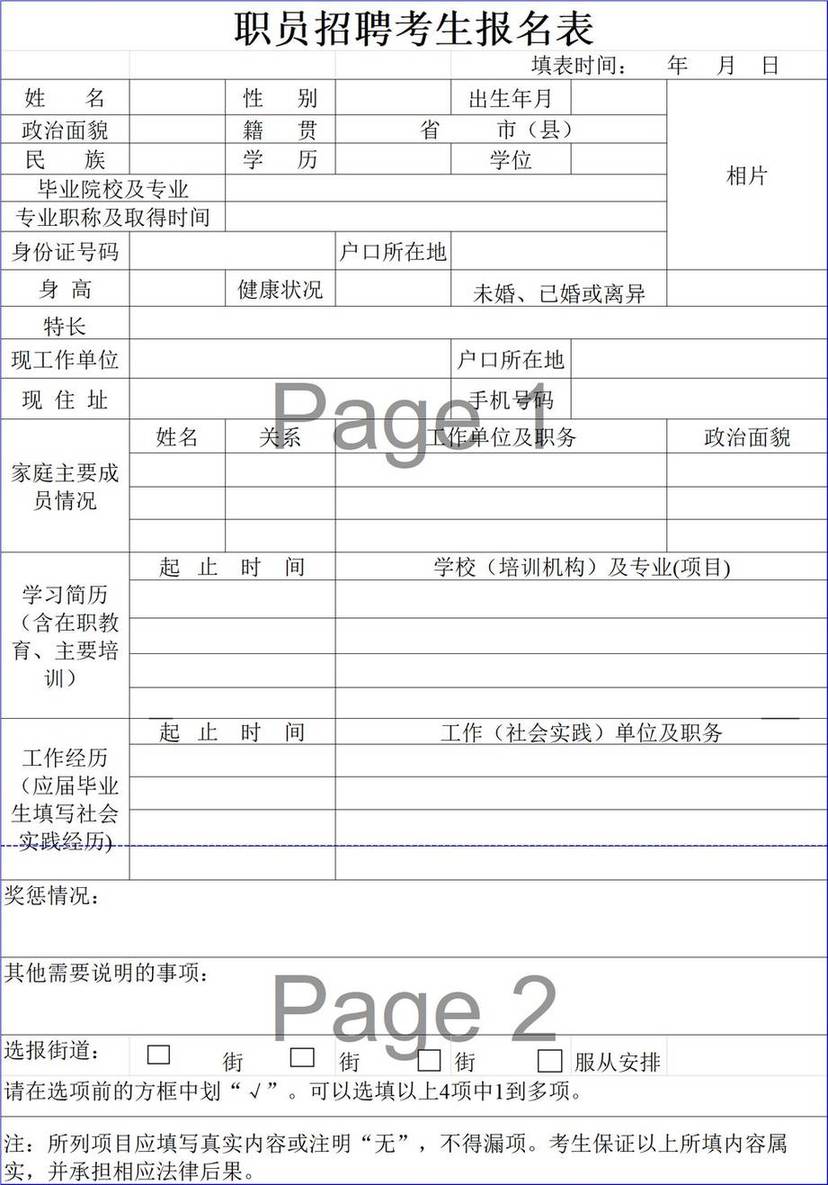 职员招聘考生报名表
填表时间： 年 月 日
姓 名 性 别 出生年月
政治面貌 籍 贯 省 市（县）
民 族 学 历 学位
相片
毕业院校及专业
专业职称及取得时间
身份证号码 户口所在地
身 高 健康状况 未婚、已婚或离异
特长
现工作单位 户口所在地
现 住 址 手机号码
Page 1
姓名 关系 工作单位及职务 政治面貌
家庭主要成
员情况
起 止 时 间 学校（培训机构）及专业(项目)
学习简历
（含在职教
育、主要培
训）
起 止 时 间 工作（社会实践）单位及职务
工作经历
（应届毕业
生填写社会
实践经历)
奖惩情况：
其他需要说明的事项：
Page 2
选报街道： 街 街 街 服从安排
请在选项前的方框中划“√”。可以选填以上4项中1到多项。
注：所列项目应填写真实内容或注明“无”，不得漏项。考生保证以上所填内容属
实，并承担相应法律后果。